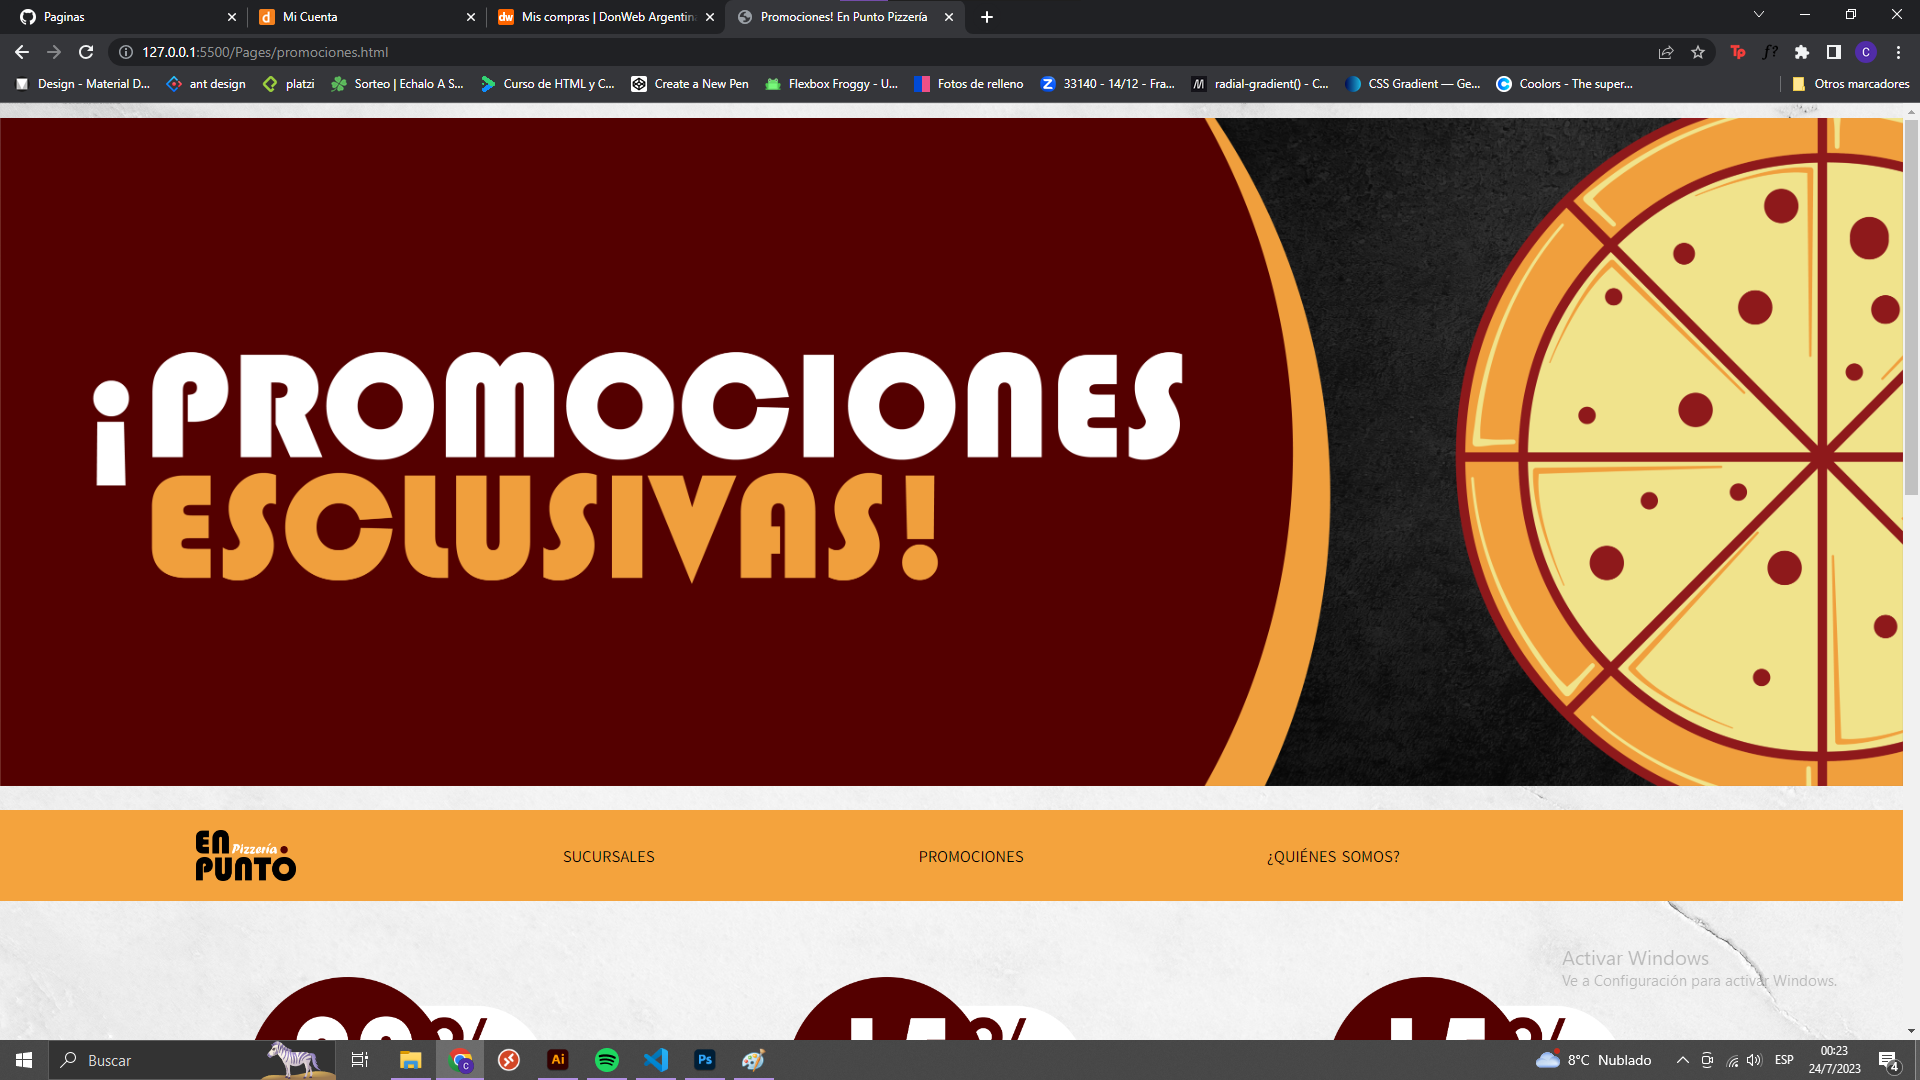 Paginas
Mi Cuenta
Mis compras | DonWeb Argentin
Promociones! En Punto Pizzería
127.0.0.1:5500/Pages/promociones.html
Design - Material D...
ant design
platzi
Sorteo | Echalo A S...
Curso de HTML y C...
Create a New Pen
Flexbox Froggy - U...
Fotos de relleno
33140 - 14/12 - Fra...
radial-gradient() - C...
CSS Gradient — Ge...
Coolors - The super...
Otros marcadores
¡PROMOCIONES
ESCLUSIVAS!
EN Pizzería
PUNTO
SUCURSALES
PROMOCIONES
¿QUIÉNES SOMOS?
Activar Windows
Ve a Configuración para activar Windows.
Buscar
8°C Nublado
ESP
00:23
24/7/2023
4